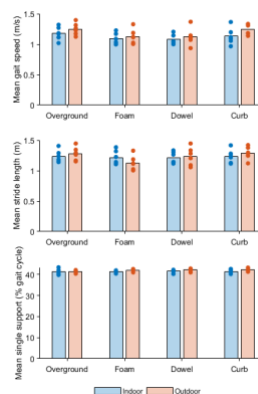 Mean gait speed (m/s)
1.5
1
0.5
0
Overground Foam Dowel Curb
Mean stride length (m)
1.5
1
0.5
0
Overground Foam Dowel Curb
Mean single support (% gait cycle)
40
30
20
10
0
Overground Foam Dowel Curb
Indoor Outdoor